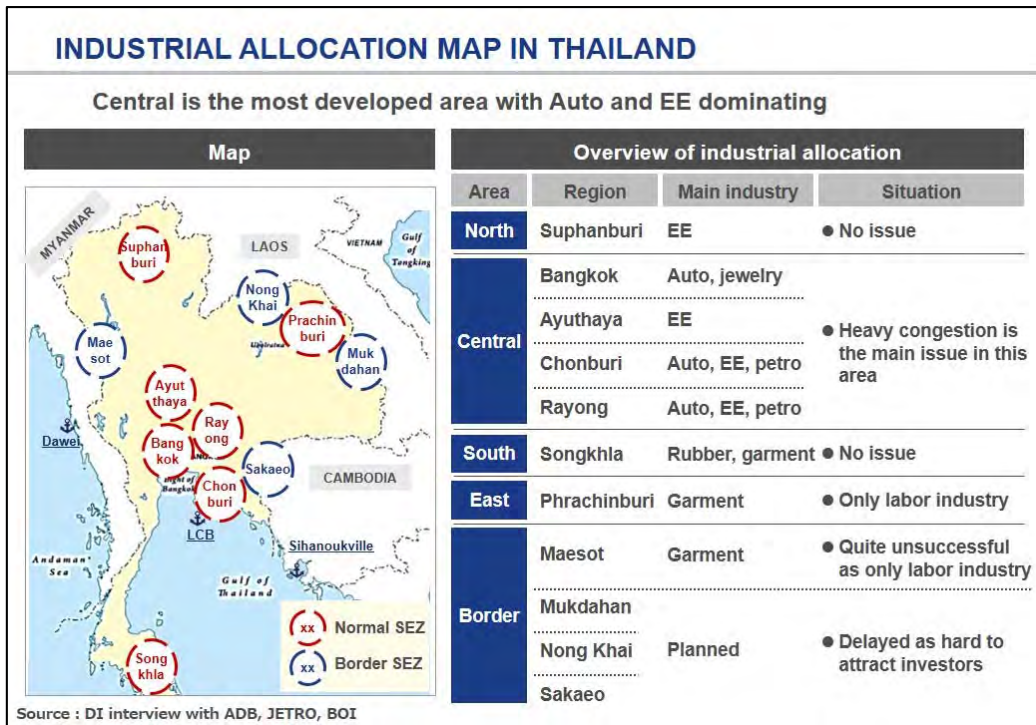 INDUSTRIAL ALLOCATION MAP IN THAILAND
Central is the most developed area with Auto and EE dominating
Map
MYANMAR
LAOS
VIETNAM
Gulf
of
Tongking
Suphan
buri
Nong
Khai
Prachin
buri
Mae
sot
Muk
dahan
Ayut
thaya
Ray
ong
Dawei
Bang
kok
Sakaeo
CAMBODIA
Bight of
Bangkok
Chon
buri
LCB
Sihanoukville
Andaman
Sea
Gulf of
Thailand
Song
khla
xx Normal SEZ
xx Border SEZ
Overview of industrial allocation
Area Region Main industry Situation
North Suphanburi EE ● No issue
Central
Bangkok Auto, jewelry
Ayuthaya EE
Chonburi Auto, EE, petro
Rayong Auto, EE, petro
● Heavy congestion is
the main issue in this
area
South Songkhla Rubber, garment ● No issue
East Phrachinburi Garment ● Only labor industry
Border
Maesot Garment
● Quite unsuccessful
as only labor industry
Mukdahan
Nong Khai Planned
Sakaeo
● Delayed as hard to
attract investors
Source : DI interview with ADB, JETRO, BOI